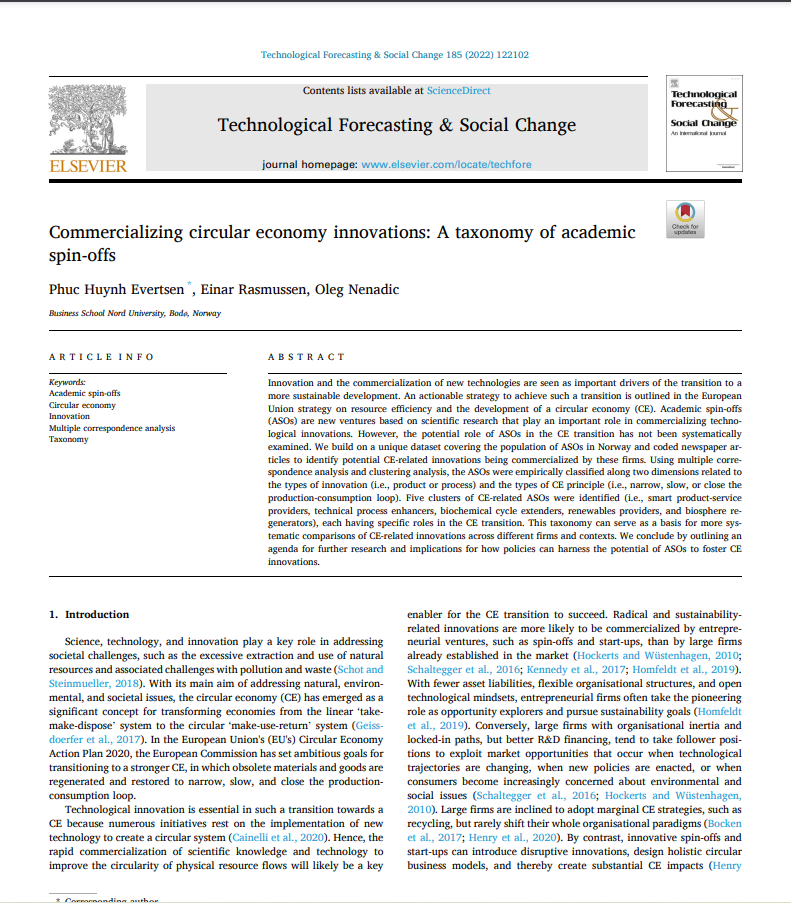 Technological Forecasting & Social Change 185 (2022) 122102
Contents lists available at ScienceDirect
Technological Forecasting & Social Change
journal homepage: www.elsevier.com/locate/techfore
ELSEVIER
Technological
Forecasting
&
Social Change
An International Journal
Check for
updates
Commercializing circular economy innovations: A taxonomy of academic
spin-offs
Phuc Huynh Evertsen *, Einar Rasmussen, Oleg Nenadic
Business School Nord University, Bodø, Norway
ARTICLE INFO
Keywords:
Academic spin-offs
Circular economy
Innovation
Multiple correspondence analysis
Taxonomy
ABSTRACT
Innovation and the commercialization of new technologies are seen as important drivers of the transition to a
more sustainable development. An actionable strategy to achieve such a transition is outlined in the European
Union strategy on resource efficiency and the development of a circular economy (CE). Academic spin-offs
(ASOs) are new ventures based on scientific research that play an important role in commercializing techno-
logical innovations. However, the potential role of ASOs in the CE transition has not been systematically
examined. We build on a unique dataset covering the population of ASOs in Norway and coded newspaper ar-
ticles to identify potential CE-related innovations being commercialized by these firms. Using multiple corre-
spondence analysis and clustering analysis, the ASOs were empirically classified along two dimensions related to
the types of innovation (i.e., product or process) and the types of CE principle (i.e., narrow, slow, or close the
production-consumption loop). Five clusters of CE-related ASOs were identified (i.e., smart product-service
providers, technical process enhancers, biochemical cycle extenders, renewables providers, and biosphere re-
generators), each having specific roles in the CE transition. This taxonomy can serve as a basis for more sys-
tematic comparisons of CE-related innovations across different firms and contexts. We conclude by outlining an
agenda for further research and implications for how policies can harness the potential of ASOs to foster CE
innovations.
1. Introduction
Science, technology, and innovation play a key role in addressing
societal challenges, such as the excessive extraction and use of natural
resources and associated challenges with pollution and waste (Schot and
Steinmueller, 2018). With its main aim of addressing natural, environ-
mental, and societal issues, the circular economy (CE) has emerged as a
significant concept for transforming economies from the linear ‘take-
make-dispose’ system to the circular ‘make-use-return’ system (Geiss-
doerfer et al., 2017). In the European Union's (EU's) Circular Economy
Action Plan 2020, the European Commission has set ambitious goals for
transitioning to a stronger CE, in which obsolete materials and goods are
regenerated and restored to narrow, slow, and close the production-
consumption loop.
Technological innovation is essential in such a transition towards a
CE because numerous initiatives rest on the implementation of new
technology to create a circular system (Cainelli et al., 2020). Hence, the
rapid commercialization of scientific knowledge and technology to
improve the circularity of physical resource flows will likely be a key
enabler for the CE transition to succeed. Radical and sustainability-
related innovations are more likely to be commercialized by entrepre-
neurial ventures, such as spin-offs and start-ups, than by large firms
already established in the market (Hockerts and Wüstenhagen, 2010;
Schaltegger et al., 2016; Kennedy et al., 2017; Homfeldt et al., 2019).
With fewer asset liabilities, flexible organisational structures, and open
technological mindsets, entrepreneurial firms often take the pioneering
role as opportunity explorers and pursue sustainability goals (Homfeldt
et al., 2019). Conversely, large firms with organisational inertia and
locked-in paths, but better R&D financing, tend to take follower posi-
tions to exploit market opportunities that occur when technological
trajectories are changing, when new policies are enacted, or when
consumers become increasingly concerned about environmental and
social issues (Schaltegger et al., 2016; Hockerts and Wüstenhagen,
2010). Large firms are inclined to adopt marginal CE strategies, such as
recycling, but rarely shift their whole organisational paradigms (Bocken
et al., 2017; Henry et al., 2020). By contrast, innovative spin-offs and
start-ups can introduce disruptive innovations, design holistic circular
business models, and thereby create substantial CE impacts (Henry
* Corresponding author.